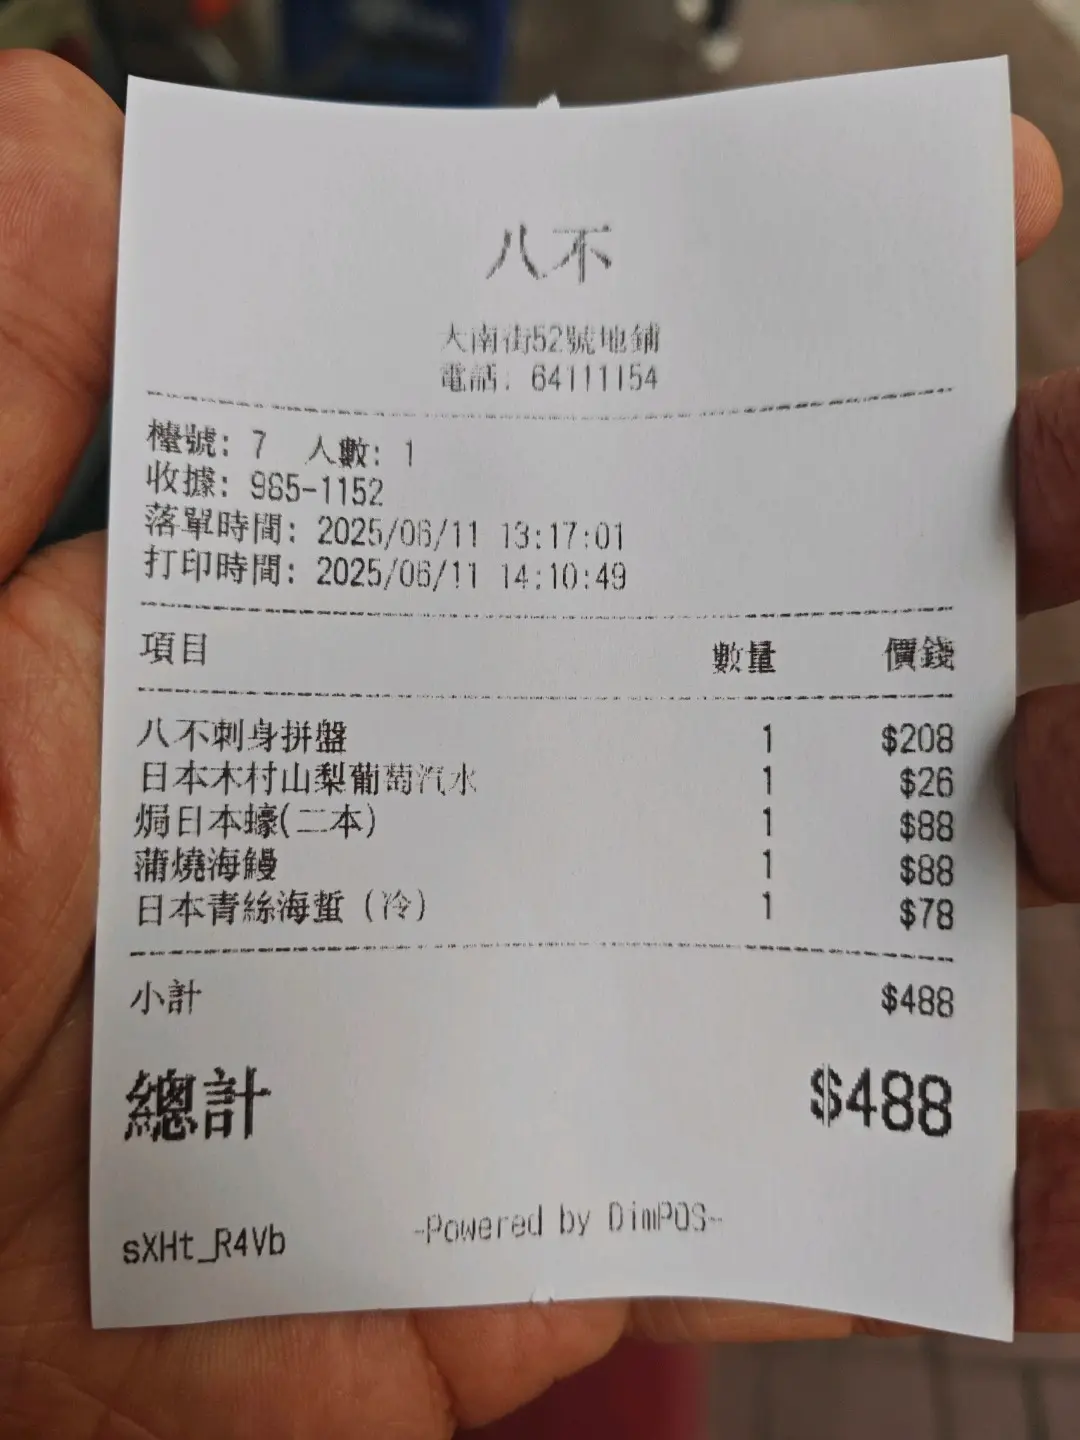 八不
大南街52號地鋪
電話: 64111154
檯號: 7 人數: 1
收據: 985-1152
落單時間: 2025/06/11 13:17:01
打印時間: 2025/06/11 14:10:49
項目 數量 價錢
八不刺身拼盤 1 $208
日本木村山梨葡萄汽水 1 $26
焗日本蠔(二本) 1 $88
蒲燒海鰻 1 $88
日本青絲海蜇（冷） 1 $78
小計 $488
總計 $488
-Powered by DimPOS-
sXHt_R4Vb